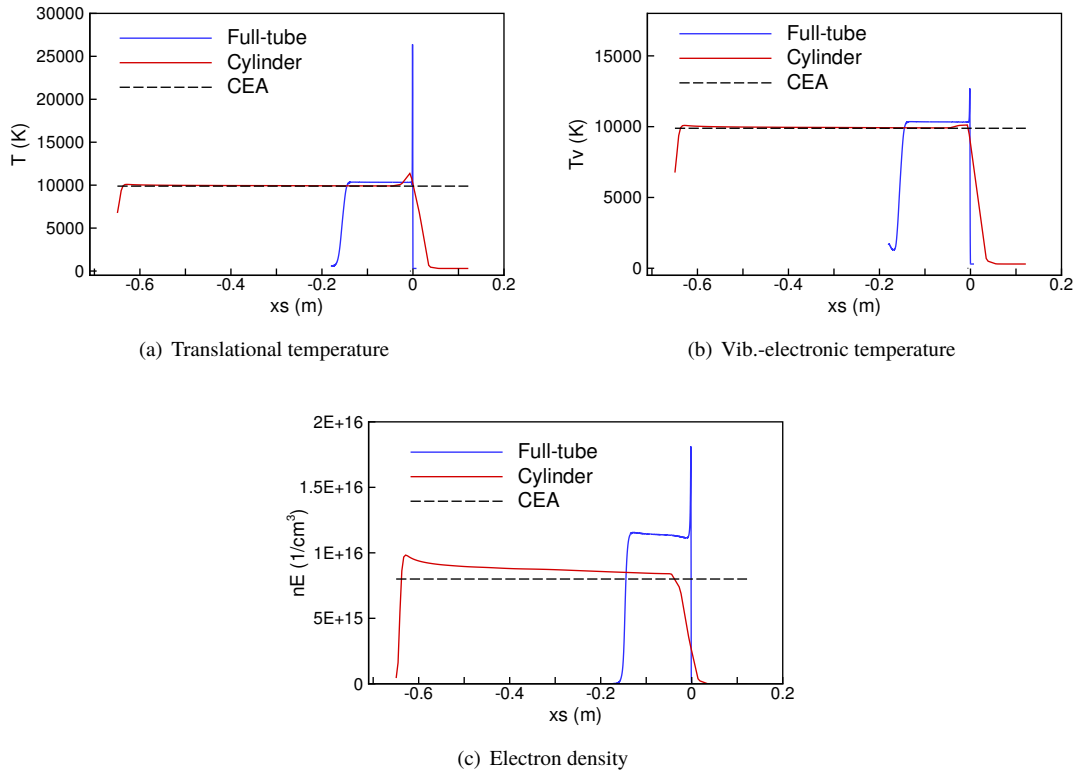 30000
25000
20000
15000
10000
5000
0
T (K)
Full-tube
Cylinder
CEA
-0.6 -0.4 -0.2 0 0.2
xs (m)
(a) Translational temperature
15000
10000
5000
0
Tv (K)
Full-tube
Cylinder
CEA
-0.6 -0.4 -0.2 0 0.2
xs (m)
(b) Vib.-electronic temperature
2E+16
1.5E+16
1E+16
5E+15
0
nE (1/cm³)
Full-tube
Cylinder
CEA
-0.6 -0.4 -0.2 0 0.2
xs (m)
(c) Electron density